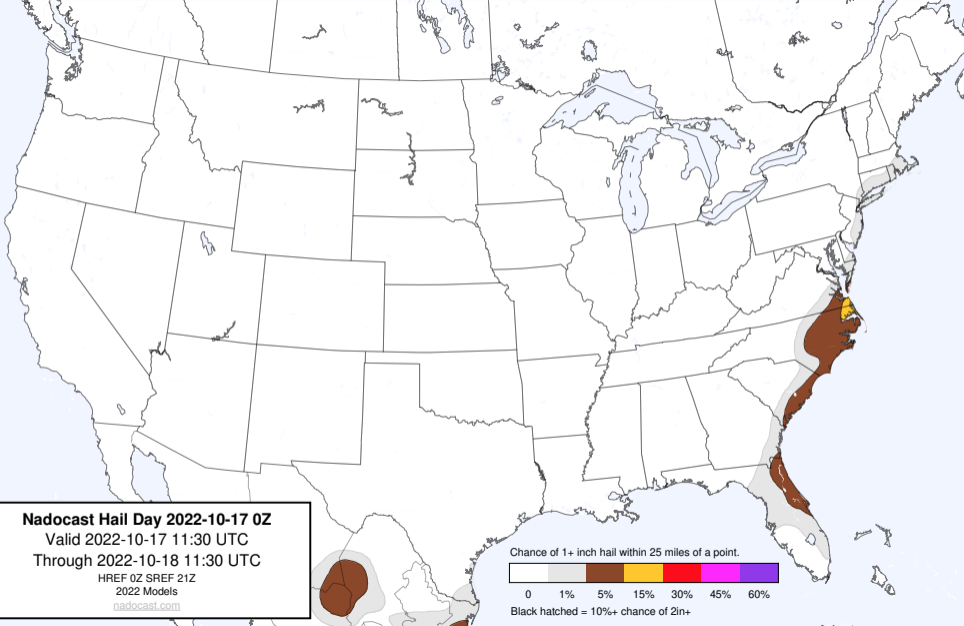 Nadocast Hail Day 2022-10-17 0Z
Valid 2022-10-17 11:30 UTC
Through 2022-10-18 11:30 UTC
HREF 0Z SREF 21Z
2022 Models
nadocast.com
Chance of 1+ inch hail within 25 miles of a point.
0 1% 5% 15% 30% 45% 60%
Black hatched = 10%+ chance of 2in+